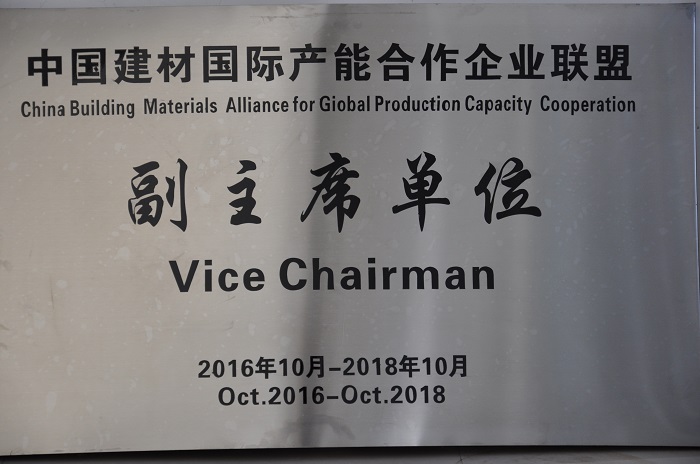 中国建材国际产能合作企业联盟
China Building Materials Alliance for Global Production Capacity Cooperation
副主席单位
Vice Chairman
2016年10月-2018年10月
Oct.2016-Oct.2018